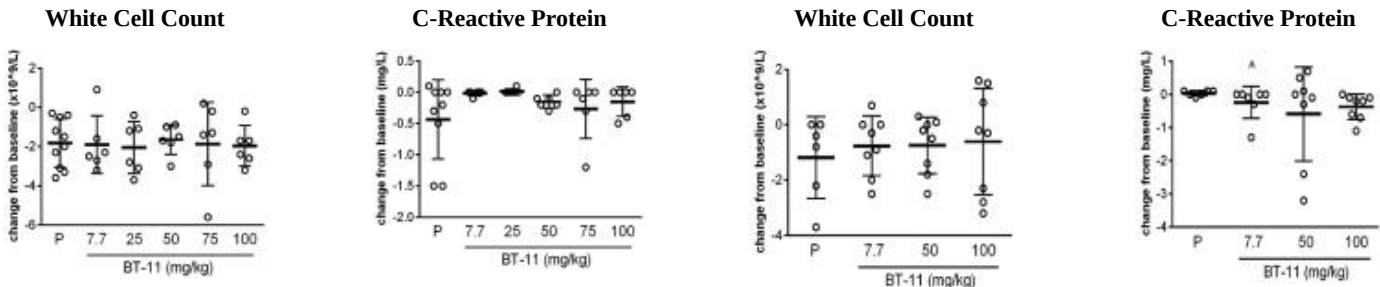 White Cell Count
change from baseline (x10^9/L)
2
0
-2
-4
-6
P 7.7 25 50 75 100
BT-11 (mg/kg)
C-Reactive Protein
change from baseline (mg/L)
0.5
0.0
-0.5
-1.0
-1.5
-2.0
P 7.7 25 50 75 100
BT-11 (mg/kg)
White Cell Count
change from baseline (x10^9/L)
2
0
-2
-4
P 7.7 50 100
BT-11 (mg/kg)
C-Reactive Protein
change from baseline (mg/L)
1
0
-1
-2
-3
-4
P 7.7 50 100
BT-11 (mg/kg)